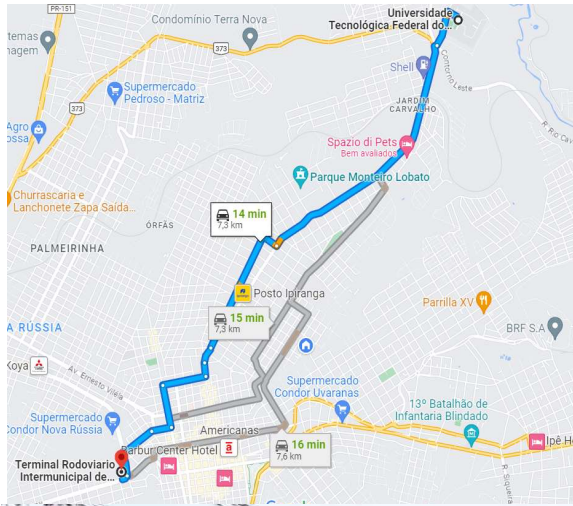 PR-151
Condomínio Terra Nova
Universidade
Tecnológica Federal do...
373
Shell
Supermercado
Pedroso - Matriz
373
Contorno Leste
JARDIM
CARVALHO
R. Rio
Agro
Spazio di Pets
Bem avaliados
Parque Monteiro Lobato
Churrascaria e
Lanchonete Zapa Saída...
14 min
7,3 km
ÓRFÃS
PALMEIRINHA
Posto Ipiranga
Parrilla XV
15 min
7,3 km
A RÚSSIA
BRF S.A
Koya
Av. Ernesto Vilela
Supermercado
Condor Uvaranas
Supermercado
Condor Nova Rússia
13º Batalhão de
Infantaria Blindado
Americanas
Barbur Center Hotel
a
16 min
7,6 km
Ipê H
Terminal Rodoviario
Intermunicipal de...
R. Siqueira